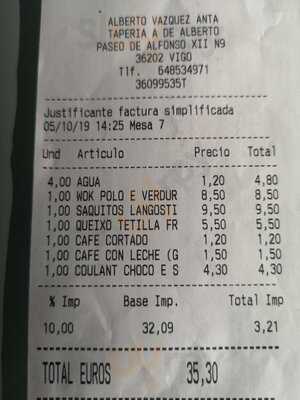 ALBERTO VAZQUEZ ANTA
TAPERIA A DE ALBERTO
PASEO DE ALFONSO XII N9
36202 VIGO
Tlf. 648534971
36099535T
Justificante factura simplificada
05/10/19 14:25 Mesa 7
Und Articulo Precio Total
4,00 AGUA 1,20 4,80
1,00 WOK POLO E VERDUR 8,50 8,50
1,00 SAQUITOS LANGOSTI 9,50 9,50
1,00 QUEIXO TETILLA FR 5,50 5,50
1,00 CAFE CORTADO 1,20 1,20
1,00 CAFE CON LECHE (G 1,50 1,50
1,00 COULANT CHOCO E S 4,30 4,30
% Imp Base Imp. Total Imp
10,00 32,09 3,21
TOTAL EUROS 35,30